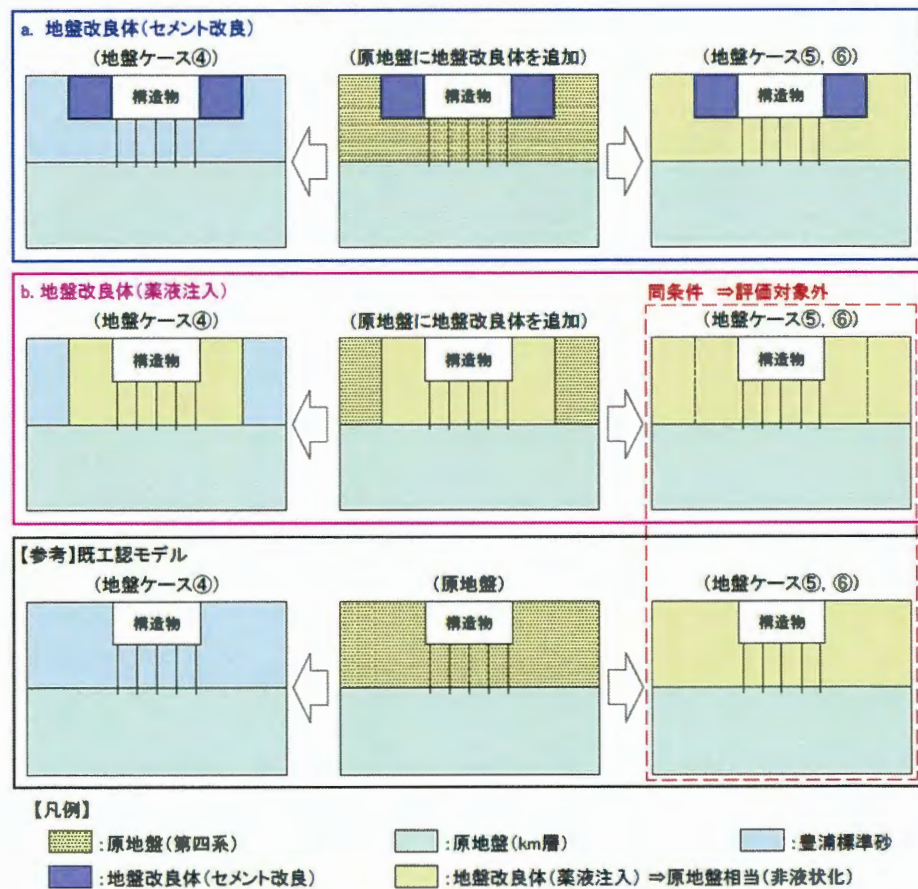 a. 地盤改良体(セメント改良)
(地盤ケース④) (原地盤に地盤改良体を追加) (地盤ケース⑤, ⑥)
構造物 構造物 構造物
b. 地盤改良体(薬液注入) 同条件 ⇒評価対象外
(地盤ケース④) (原地盤に地盤改良体を追加) (地盤ケース⑤, ⑥)
構造物 構造物 構造物
【参考】既工認モデル
(地盤ケース④) (原地盤) (地盤ケース⑤, ⑥)
構造物 構造物 構造物
【凡例】
:原地盤(第四系) :原地盤(km層) :豊浦標準砂
:地盤改良体(セメント改良) :地盤改良体(薬液注入) ⇒原地盤相当(非液状化)